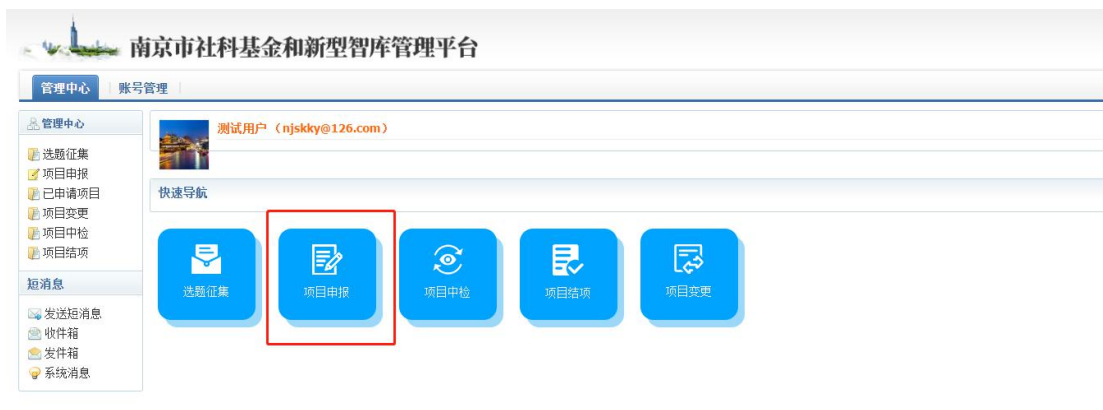 南京市社科基金和新型智库管理平台
管理中心 账号管理
管理中心
选题征集
项目申报
已申请项目
项目变更
项目中检
项目结项
短消息
发送短消息
收件箱
发件箱
系统消息
测试用户（njskky@126.com）
快速导航
选题征集 项目申报 项目中检 项目结项 项目变更